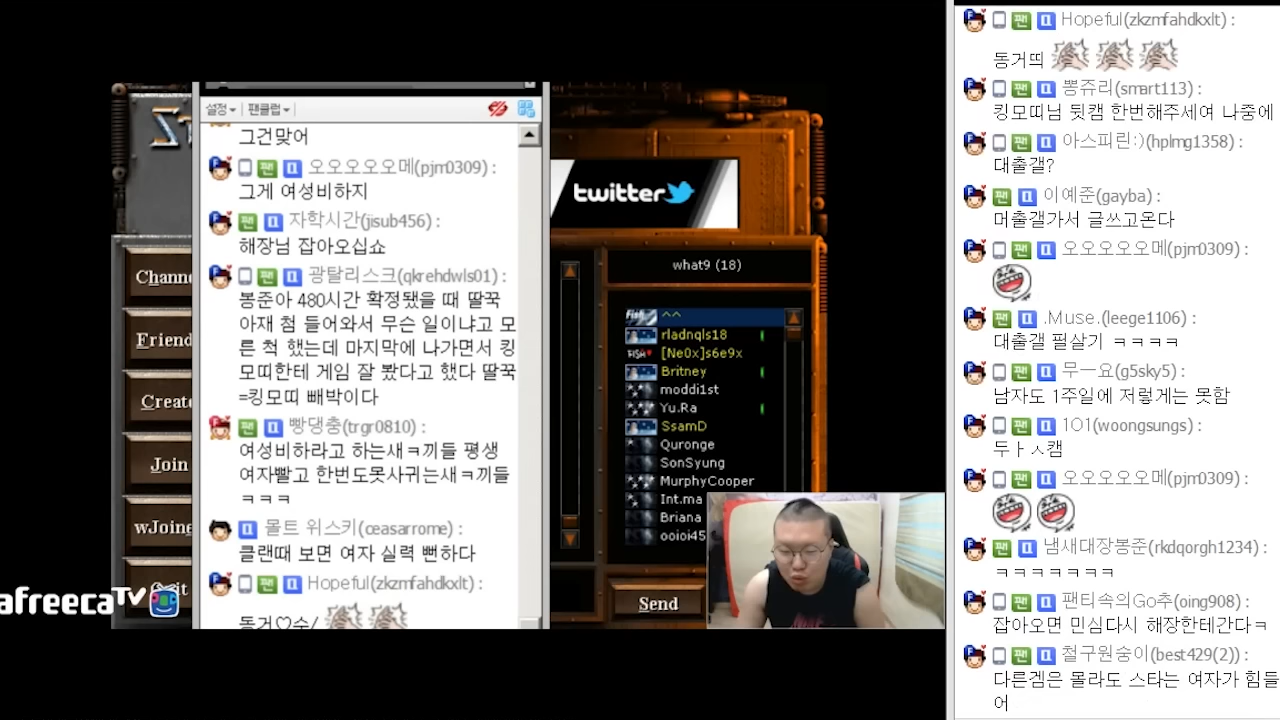 설정 팬클럽
그건맞어
오오오오오메(pjm0309) :
그게 여성비하지
자학시간(jisub456) :
해장님 잡아오십쇼
광탈리스크(qkrehdwls01) :
봉준아 480시간 확정됐을 때 딸꾹
아재 님 들어와서 무슨 일이냐고 모
른 척 했는데 마지막에 나가면서 킹
모띠한테 게임 잘 봤다고 했다 딸꾹
=킹모띠 빼박이다
빵댕충(trgr0810) :
여성비하라고 하는새ㅋ끼들 평생
여자빨고 한번도못사귀는새ㅋ끼들
ㅋㅋㅋ
몰트 위스키(ceasarrome) :
클랜때 보면 여자 실력 뻔하다
Hopeful(zkzmfahdkxlt) :
동거♡수/
Friend
Join
Send
afreecaTV
twitter
what9 (18)
^^
rladnqls18
[Ne0x]s6e9x
Britney
moddi1st
Yu.Ra
SsamD
Quronge
SonSyung
MurphyCooper
Int.ma
Briana
ooioi45
Hopeful(zkzmfahdkxlt) :
동거띄
뽕쥬리(smart113) :
킹모띠님 뒷캠 한번해주세여 나중에
아스피린:)(hpmg1358) :
대출갤?
이예준(gayba) :
머출갤가서 글쓰고온다
오오오오오메(pjm0309) :
.Muse.(leege1106) :
대출갤 필살기 ㅋㅋㅋㅋ
무ㅡ요(g5sky5) :
남자도 1주일에 저렇게는 못함
1O1(woongsungs) :
두ㅏㅅ캠
오오오오오메(pjm0309) :
냄새대장봉준(rkdqorgh1234) :
ㅋㅋㅋㅋㅋㅋㅋ
팬티속의Go추(oing908) :
잡아오면 민심다시 해장한테간다ㅋ
철구원숭이(best429(2)) :
다른겜은 몰라도 스타는 여자가 힘들
어